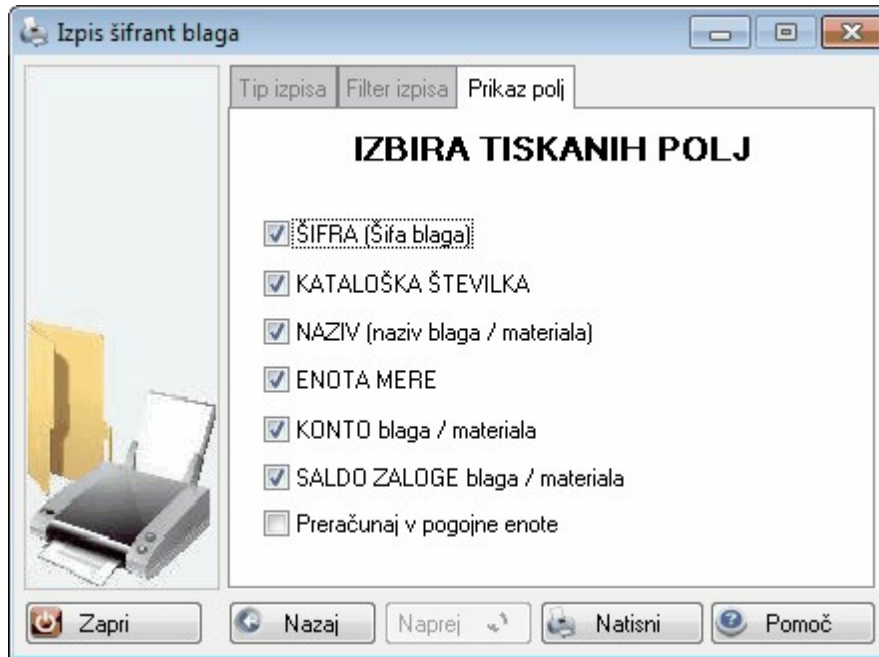 Izpis šifrant blaga
Tip izpisa Filter izpisa Prikaz polj
IZBIRA TISKANIH POLJ
ŠIFRA (Šifa blaga)
KATALOŠKA ŠTEVILKA
NAZIV (naziv blaga / materiala)
ENOTA MERE
KONTO blaga / materiala
SALDO ZALOGE blaga / materiala
Preračunaj v pogojne enote
Zapri Nazaj Naprej Natisni Pomoč